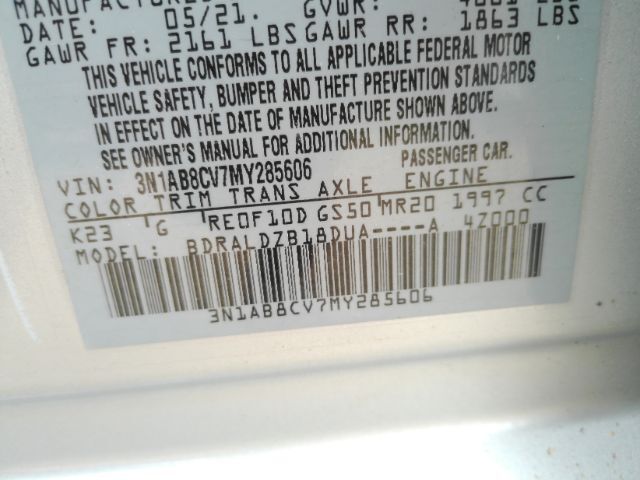 MANUFACTURED
DATE: 05/21. GVWR:
GAWR FR: 2161 LBS GAWR RR: 1863 LBS
THIS VEHICLE CONFORMS TO ALL APPLICABLE FEDERAL MOTOR
VEHICLE SAFETY, BUMPER AND THEFT PREVENTION STANDARDS
IN EFFECT ON THE DATE OF MANUFACTURE SHOWN ABOVE.
SEE OWNER'S MANUAL FOR ADDITIONAL INFORMATION.
VIN: 3N1AB8CV7MY285606 PASSENGER CAR.
COLOR TRIM TRANS AXLE ENGINE
K23 G RE0F10D GS50 MR20 1997 CC
MODEL: BDRALDZB18DUA----A 4Z000
3N1AB8CV7MY285606